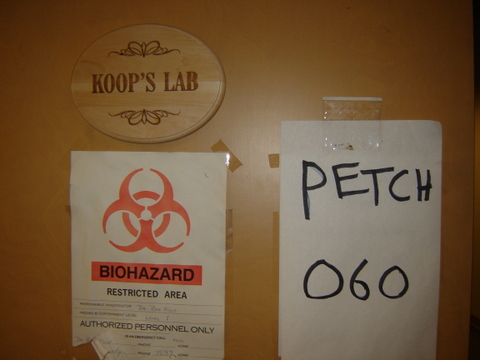 KOOP'S LAB
BIOHAZARD
RESTRICTED AREA
AUTHORIZED PERSONNEL ONLY
PETCH
060